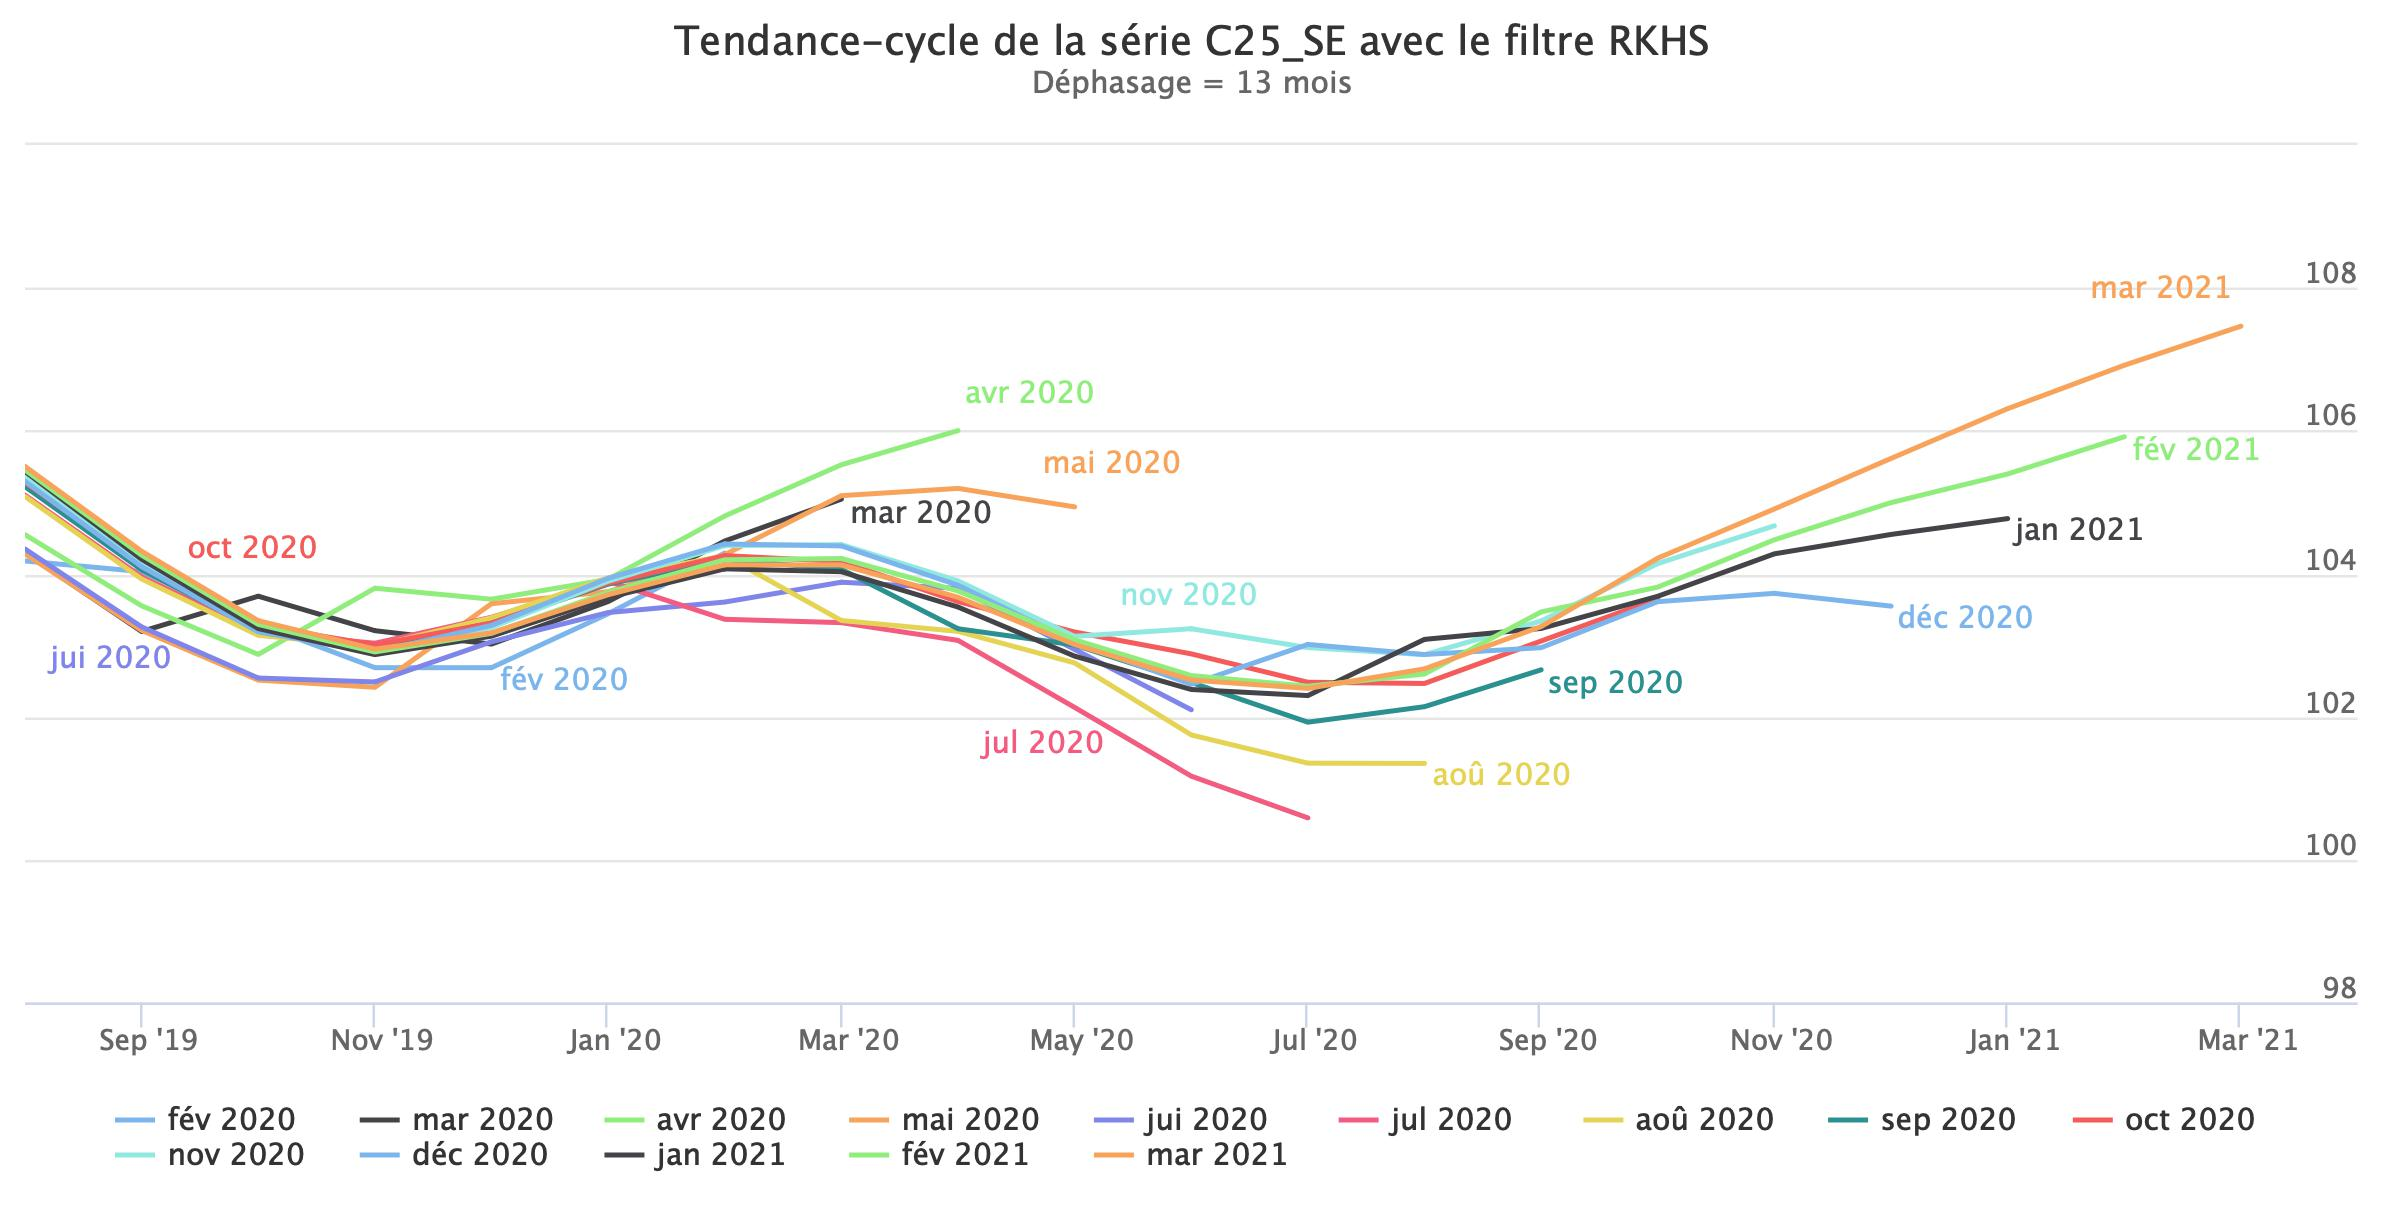 Tendance-cycle de la série C25_SE avec le filtre RKHS
Déphasage = 13 mois
108
mar 2021
avr 2020
106
fév 2021
mai 2020
mar 2020
jan 2021
oct 2020
104
nov 2020
déc 2020
jui 2020
fév 2020
sep 2020
102
jul 2020
aoû 2020
100
98
Sep '19 Nov '19 Jan '20 Mar '20 May '20 Jul '20 Sep '20 Nov '20 Jan '21 Mar '21
fév 2020 mar 2020 avr 2020 mai 2020 jui 2020 jul 2020 aoû 2020 sep 2020 oct 2020
nov 2020 déc 2020 jan 2021 fév 2021 mar 2021